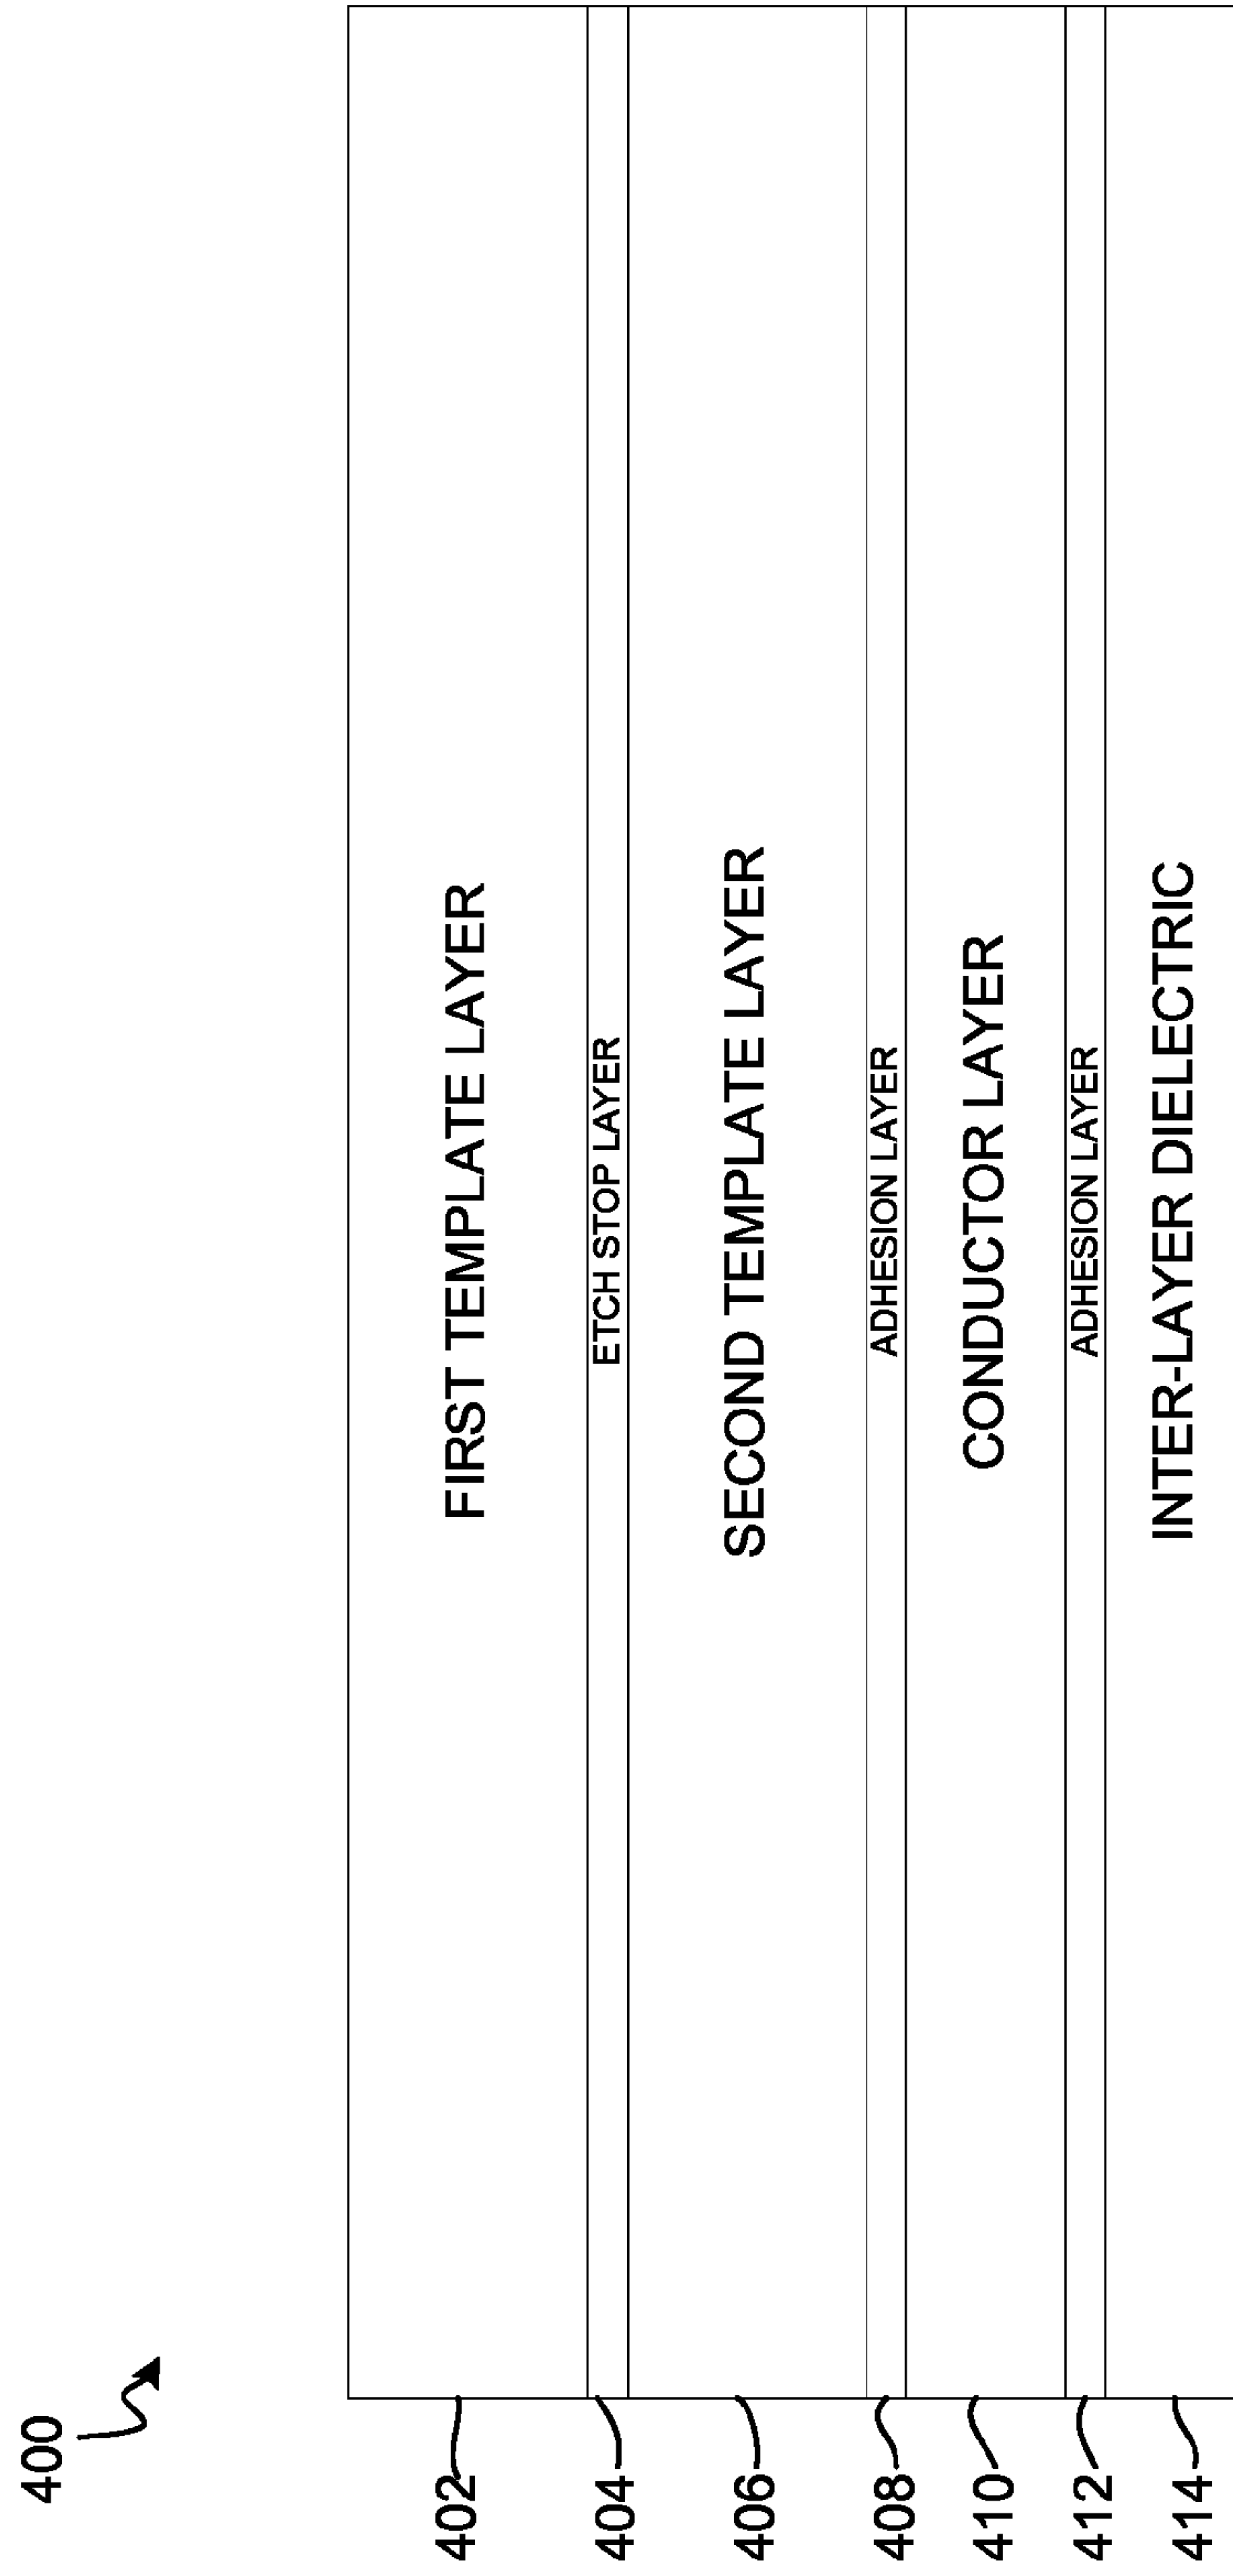 400
402
FIRST TEMPLATE LAYER
404
ETCH STOP LAYER
406
SECOND TEMPLATE LAYER
408
ADHESION LAYER
410
CONDUCTOR LAYER
412
ADHESION LAYER
414
INTER-LAYER DIELECTRIC